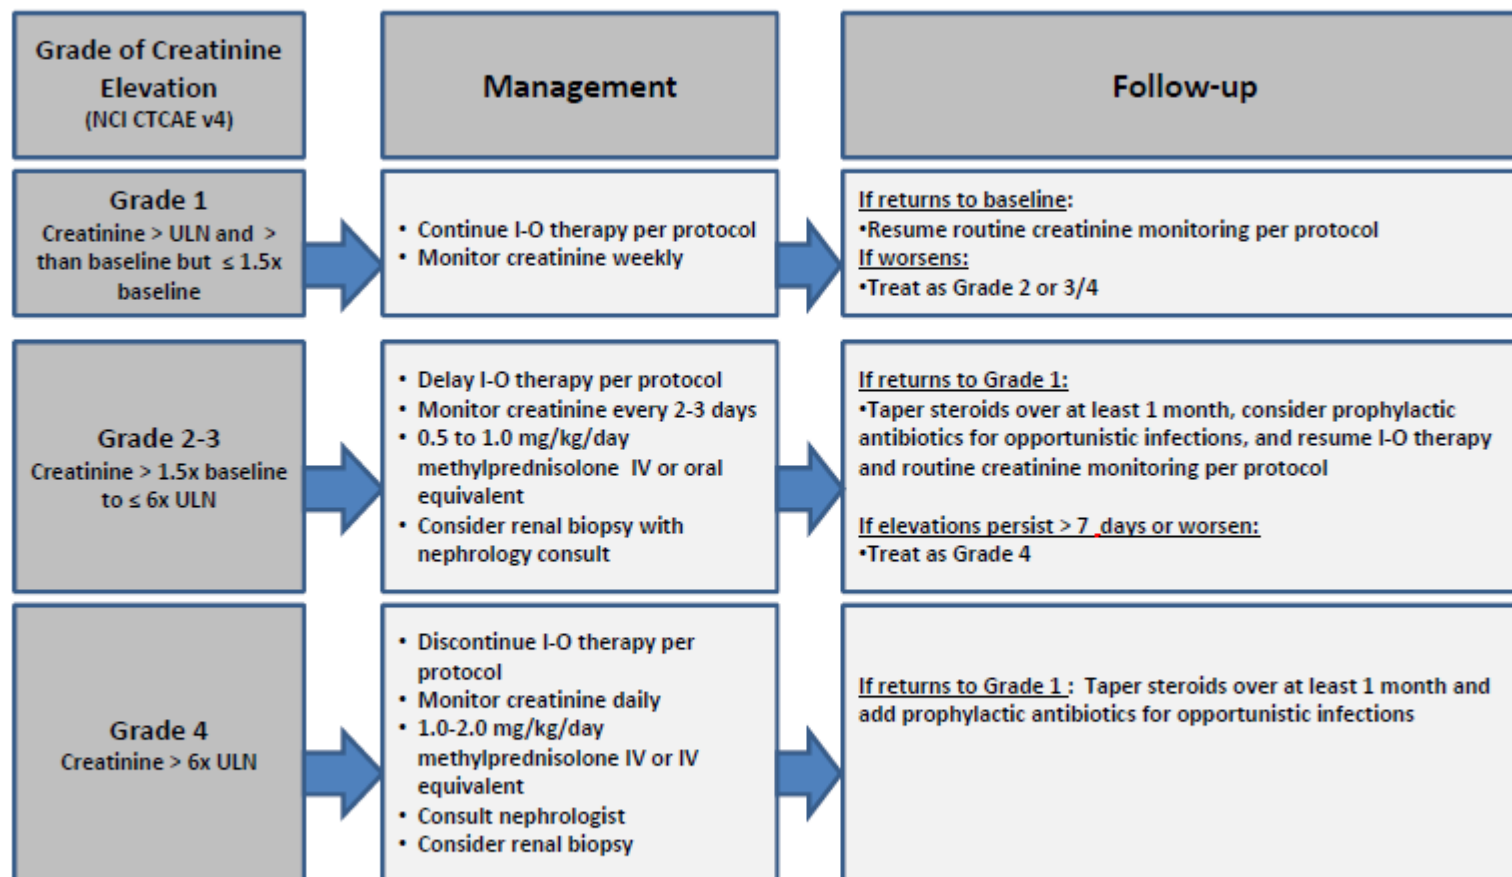 Grade of Creatinine
Elevation
(NCI CTCAE v4)
Management
Follow-up
Grade 1
Creatinine > ULN and >
than baseline but ≤ 1.5x
baseline
• Continue I-O therapy per protocol
• Monitor creatinine weekly
If returns to baseline:
•Resume routine creatinine monitoring per protocol
If worsens:
•Treat as Grade 2 or 3/4
Grade 2-3
Creatinine > 1.5x baseline
to ≤ 6x ULN
• Delay I-O therapy per protocol
• Monitor creatinine every 2-3 days
• 0.5 to 1.0 mg/kg/day
methylprednisolone IV or oral
equivalent
• Consider renal biopsy with
nephrology consult
If returns to Grade 1:
•Taper steroids over at least 1 month, consider prophylactic
antibiotics for opportunistic infections, and resume I-O therapy
and routine creatinine monitoring per protocol
If elevations persist > 7 days or worsen:
•Treat as Grade 4
Grade 4
Creatinine > 6x ULN
• Discontinue I-O therapy per
protocol
• Monitor creatinine daily
• 1.0-2.0 mg/kg/day
methylprednisolone IV or IV
equivalent
• Consult nephrologist
• Consider renal biopsy
If returns to Grade 1 : Taper steroids over at least 1 month and
add prophylactic antibiotics for opportunistic infections